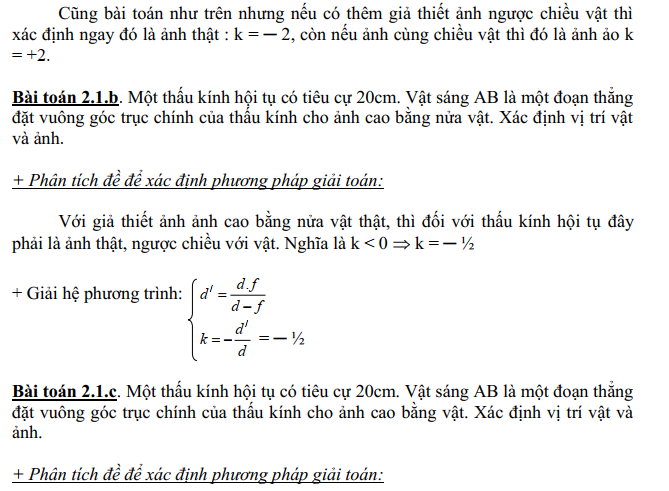 Cũng bài toán như trên nhưng nếu có thêm giả thiết ảnh ngược chiều vật thì
xác định ngay đó là ảnh thật : k = − 2, còn nếu ảnh cùng chiều vật thì đó là ảnh ảo k
= +2.
Bài toán 2.1.b. Một thấu kính hội tụ có tiêu cự 20cm. Vật sáng AB là một đoạn thẳng
đặt vuông góc trục chính của thấu kính cho ảnh cao bằng nửa vật. Xác định vị trí vật
và ảnh.
+ Phân tích đề để xác định phương pháp giải toán:
Với giả thiết ảnh ảnh cao bằng nửa vật thật, thì đối với thấu kính hội tụ đây
phải là ảnh thật, ngược chiều với vật. Nghĩa là k < 0 ⇒ k = − ½
+ Giải hệ phương trình: { d' = d.f / d − f
k = − d' / d = − ½
Bài toán 2.1.c. Một thấu kính hội tụ có tiêu cự 20cm. Vật sáng AB là một đoạn thẳng
đặt vuông góc trục chính của thấu kính cho ảnh cao bằng vật. Xác định vị trí vật và
ảnh.
+ Phân tích đề để xác định phương pháp giải toán: